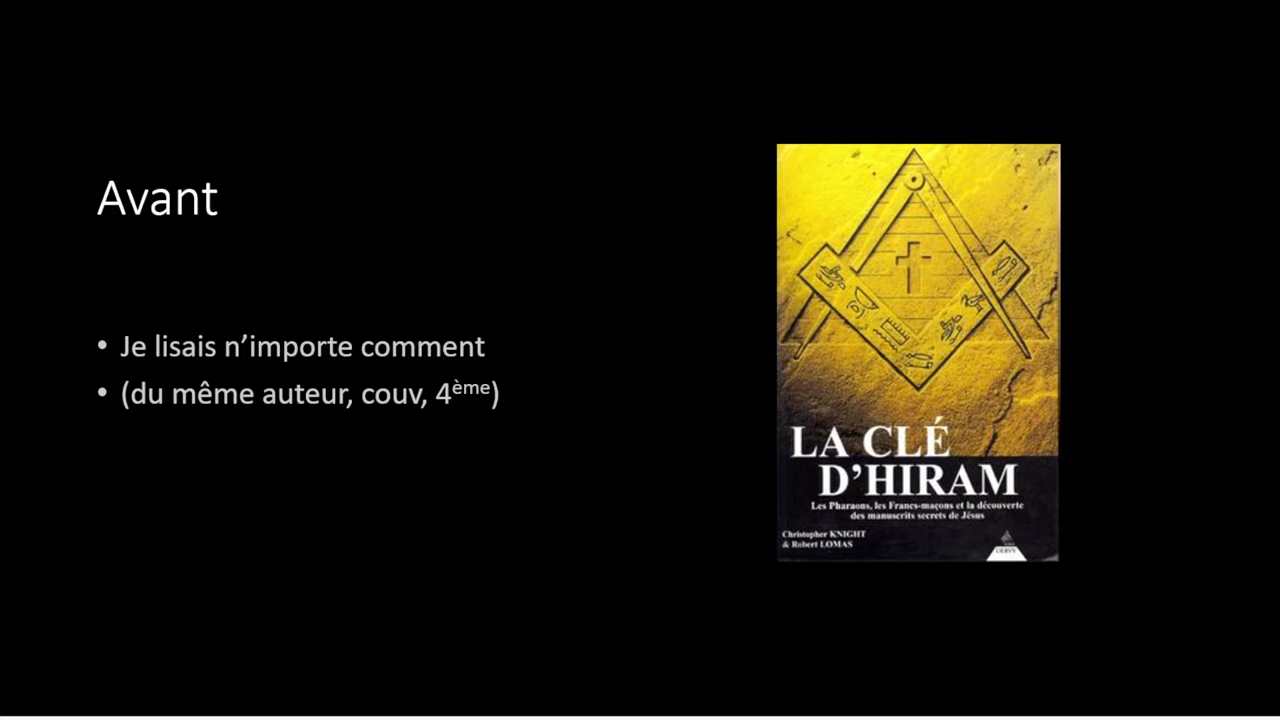 Avant
• Je lisais n’importe comment
• (du même auteur, couv, 4ème)
LA CLÉ
D’HIRAM
Les Pharaons, les Francs-maçons et la découverte
des manuscrits secrets de Jésus
Christopher KNIGHT
& Robert LOMAS
DERVY